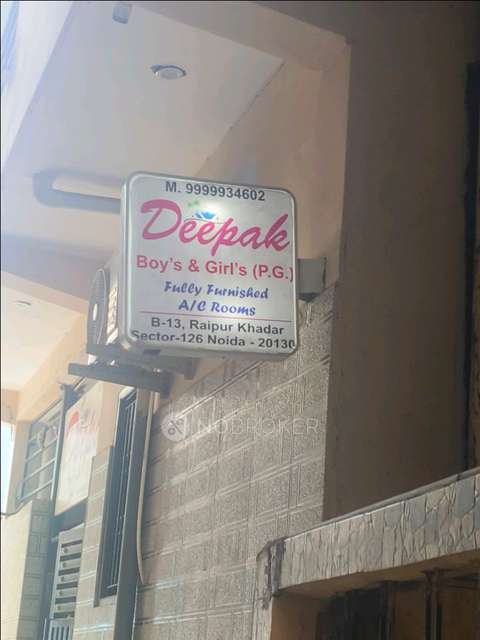 M. 9999934602
Deepak
Boy's & Girl's (P.G.)
Fully Furnished
A/C Rooms
B-13, Raipur Khadar
Sector-126 Noida - 20130
NOBROKER